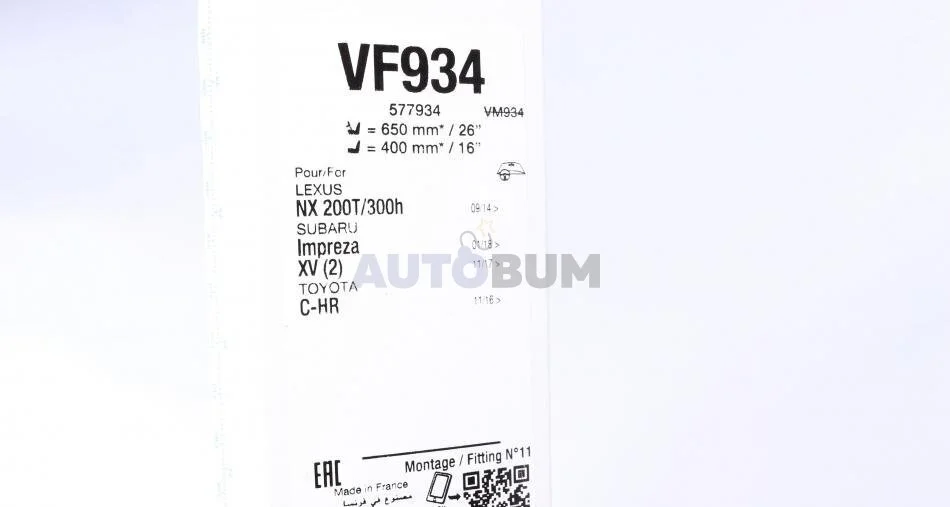 VF934
577934 VM934
= 650 mm* / 26"
= 400 mm* / 16"
Pour/For
LEXUS
NX 200T/300h 09/14 >
SUBARU
Impreza 01/18 >
XV (2) 11/17 >
AUTOBUM
TOYOTA
C-HR 11/16 >
Montage / Fitting N°11
EAC
Made in France
مصنوع في فرنسا